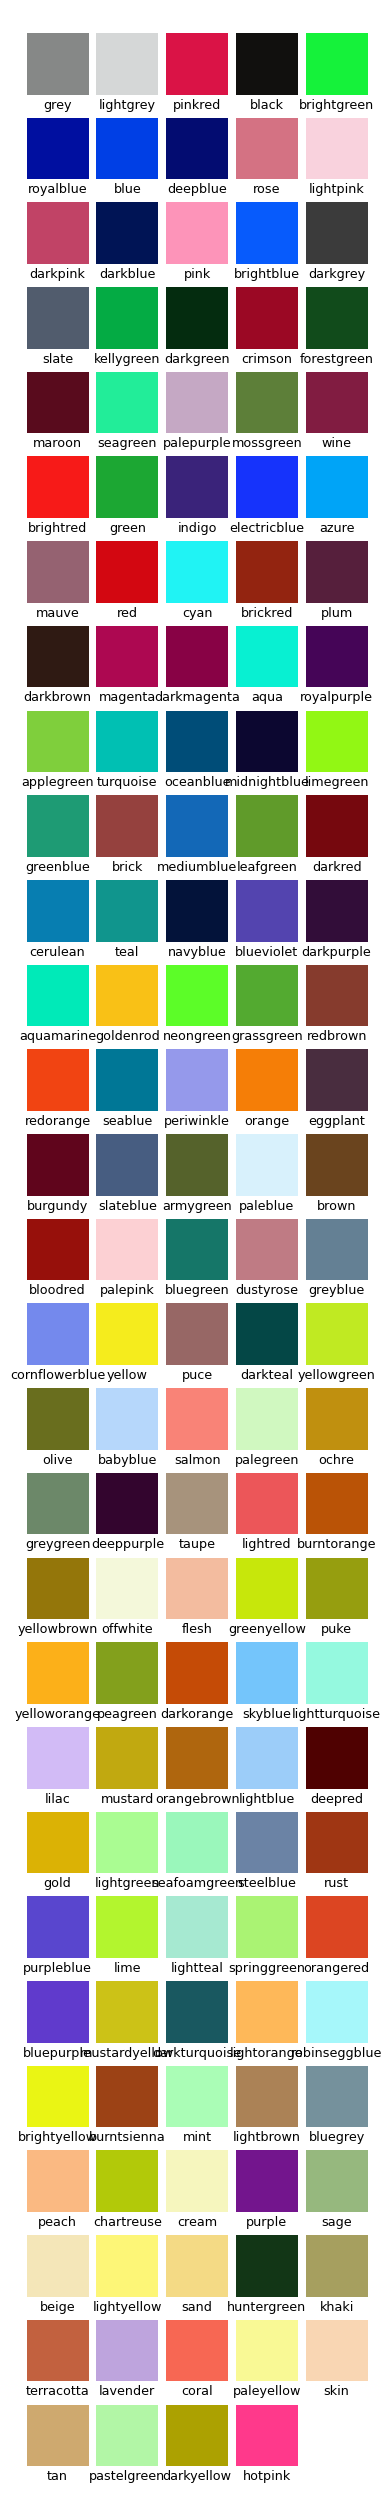 grey lightgrey pinkred black brightgreen
royalblue blue deepblue rose lightpink
darkpink darkblue pink brightblue darkgrey
slate kellygreen darkgreen crimson forestgreen
maroon seagreen palepurple mossgreen wine
brightred green indigo electricblue azure
mauve red cyan brickred plum
darkbrown magenta darkmagenta aqua royalpurple
applegreen turquoise oceanblue midnightblue limegreen
greenblue brick mediumblue leafgreen darkred
cerulean teal navyblue blueviolet darkpurple
aquamarine goldenrod neongreen grassgreen redbrown
redorange seablue periwinkle orange eggplant
burgundy slateblue armygreen paleblue brown
bloodred palepink bluegreen dustyrose greyblue
cornflowerblue yellow puce darkteal yellowgreen
olive babyblue salmon palegreen ochre
greygreen deeppurple taupe lightred burntorange
yellowbrown offwhite flesh greenyellow puke
yelloworange peagreen darkorange skyblue lightturquoise
lilac mustard orangebrown lightblue deepred
gold lightgreen seafoamgreen steelblue rust
purpleblue lime lightteal springgreen orangered
bluepurple mustardyellow darkturquoise lightorange robinseggblue
brightyellow burntsienna mint lightbrown bluegrey
peach chartreuse cream purple sage
beige lightyellow sand huntergreen khaki
terracotta lavender coral paleyellow skin
tan pastelgreen darkyellow hotpink